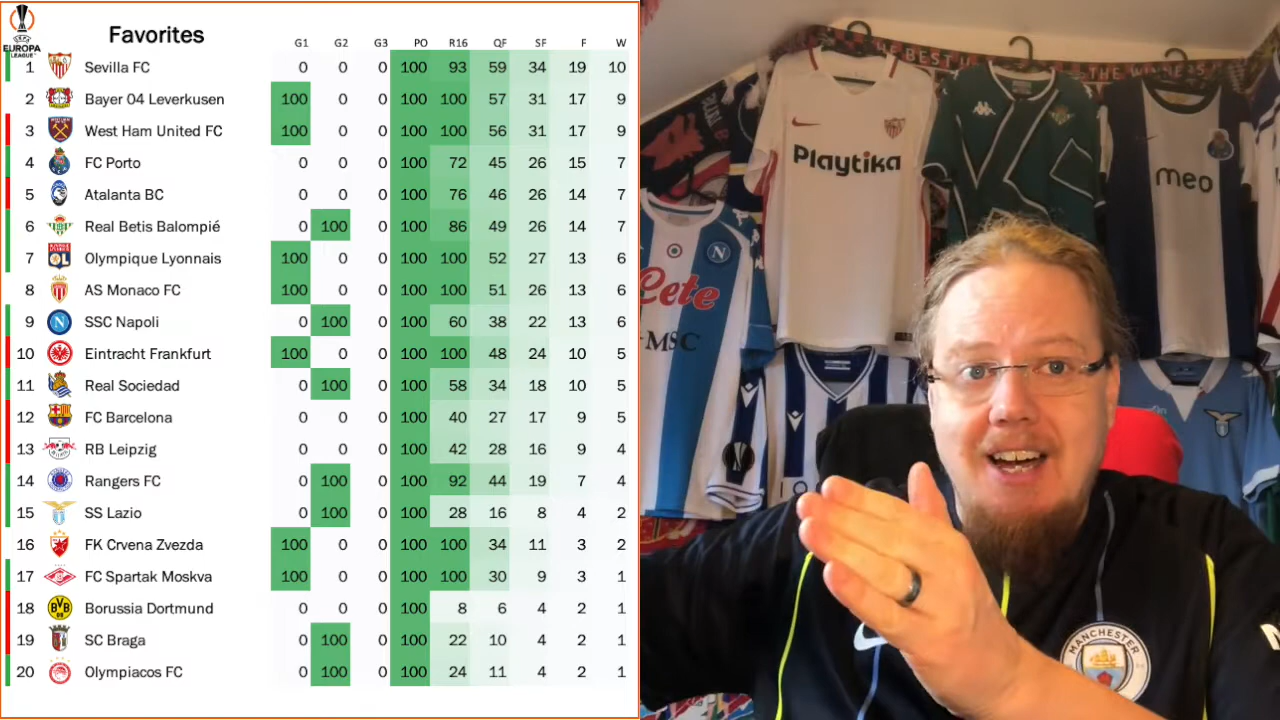 UEFA
EUROPA
LEAGUE
Favorites
G1 G2 G3 PO R16 QF SF F W
1 Sevilla FC 0 0 0 100 93 59 34 19 10
2 Bayer 04 Leverkusen 100 0 0 100 100 57 31 17 9
3 West Ham United FC 100 0 0 100 100 56 31 17 9
4 FC Porto 0 0 0 100 72 45 26 15 7
5 Atalanta BC 0 0 0 100 76 46 26 14 7
6 Real Betis Balompié 0 100 0 100 86 49 26 14 7
7 Olympique Lyonnais 100 0 0 100 100 52 27 13 6
8 AS Monaco FC 100 0 0 100 100 51 26 13 6
9 SSC Napoli 0 100 0 100 60 38 22 13 6
10 Eintracht Frankfurt 100 0 0 100 100 48 24 10 5
11 Real Sociedad 0 100 0 100 58 34 18 10 5
12 FC Barcelona 0 0 0 100 40 27 17 9 5
13 RB Leipzig 0 0 0 100 42 28 16 9 4
14 Rangers FC 0 100 0 100 92 44 19 7 4
15 SS Lazio 0 100 0 100 28 16 8 4 2
16 FK Crvena Zvezda 100 0 0 100 100 34 11 3 2
17 FC Spartak Moskva 100 0 0 100 100 30 9 3 1
18 Borussia Dortmund 0 0 0 100 8 6 4 2 1
19 SC Braga 0 100 0 100 22 10 4 2 1
20 Olympiacos FC 0 100 0 100 24 11 4 2 1
THE BEST
THE WINNERS
Playtika
meo
Lete
MSC
N
MANCHESTER
CITY